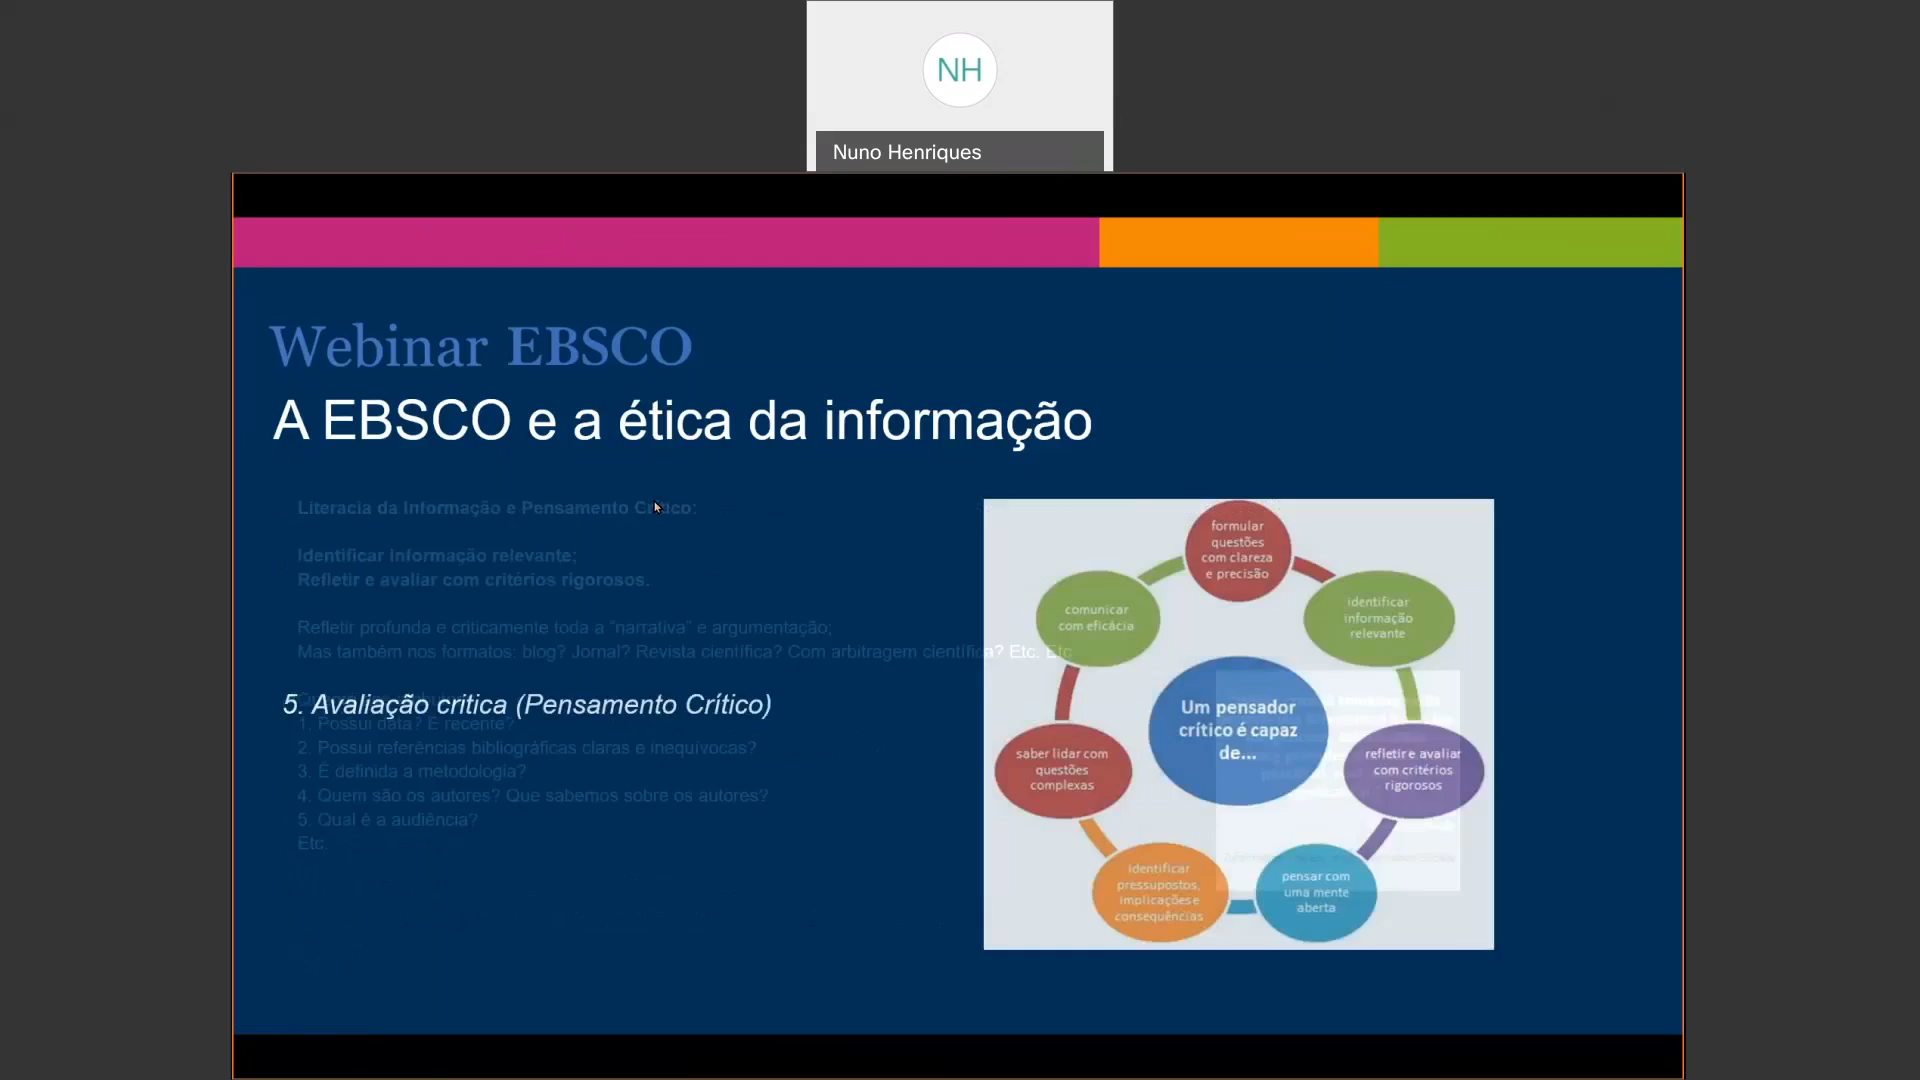 NH
Nuno Henriques
Webinar EBSCO
A EBSCO e a ética da informação
Literacia da Informação e Pensamento Crítico:
Identificar Informação relevante;
Refletir e avaliar com critérios rigorosos.
Refletir profunda e criticamente toda a “narrativa” e argumentação;
Mas também nos formatos: blog? Jornal? Revista científica? Com arbitragem científica? Etc. Etc
5. Avaliação critica (Pensamento Crítico)
1. Possui data? É recente?
2. Possui referências bibliográficas claras e inequívocas?
3. É definida a metodologia?
4. Quem são os autores? Que sabemos sobre os autores?
5. Qual é a audiência?
Etc.
formular
questões
com clareza
e precisão
identificar
informação
relevante
refletir e avaliar
com critérios
rigorosos
pensar com
uma mente
aberta
identificar
pressupostos,
implicações e
consequências
saber lidar com
questões
complexas
comunicar
com eficácia
Um pensador
crítico é capaz
de...